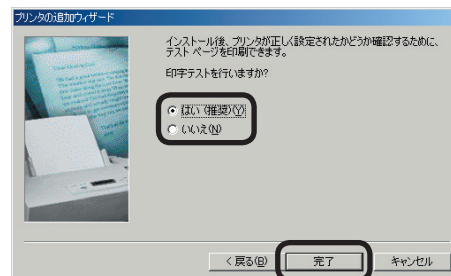 プリンタの追加ウィザード
インストール後、プリンタが正しく設定されたかどうか確認するために、
テスト ページを印刷できます。
印字テストを行いますか?
はい (推奨)(Y)
いいえ(N)
< 戻る(B)
完了
キャンセル